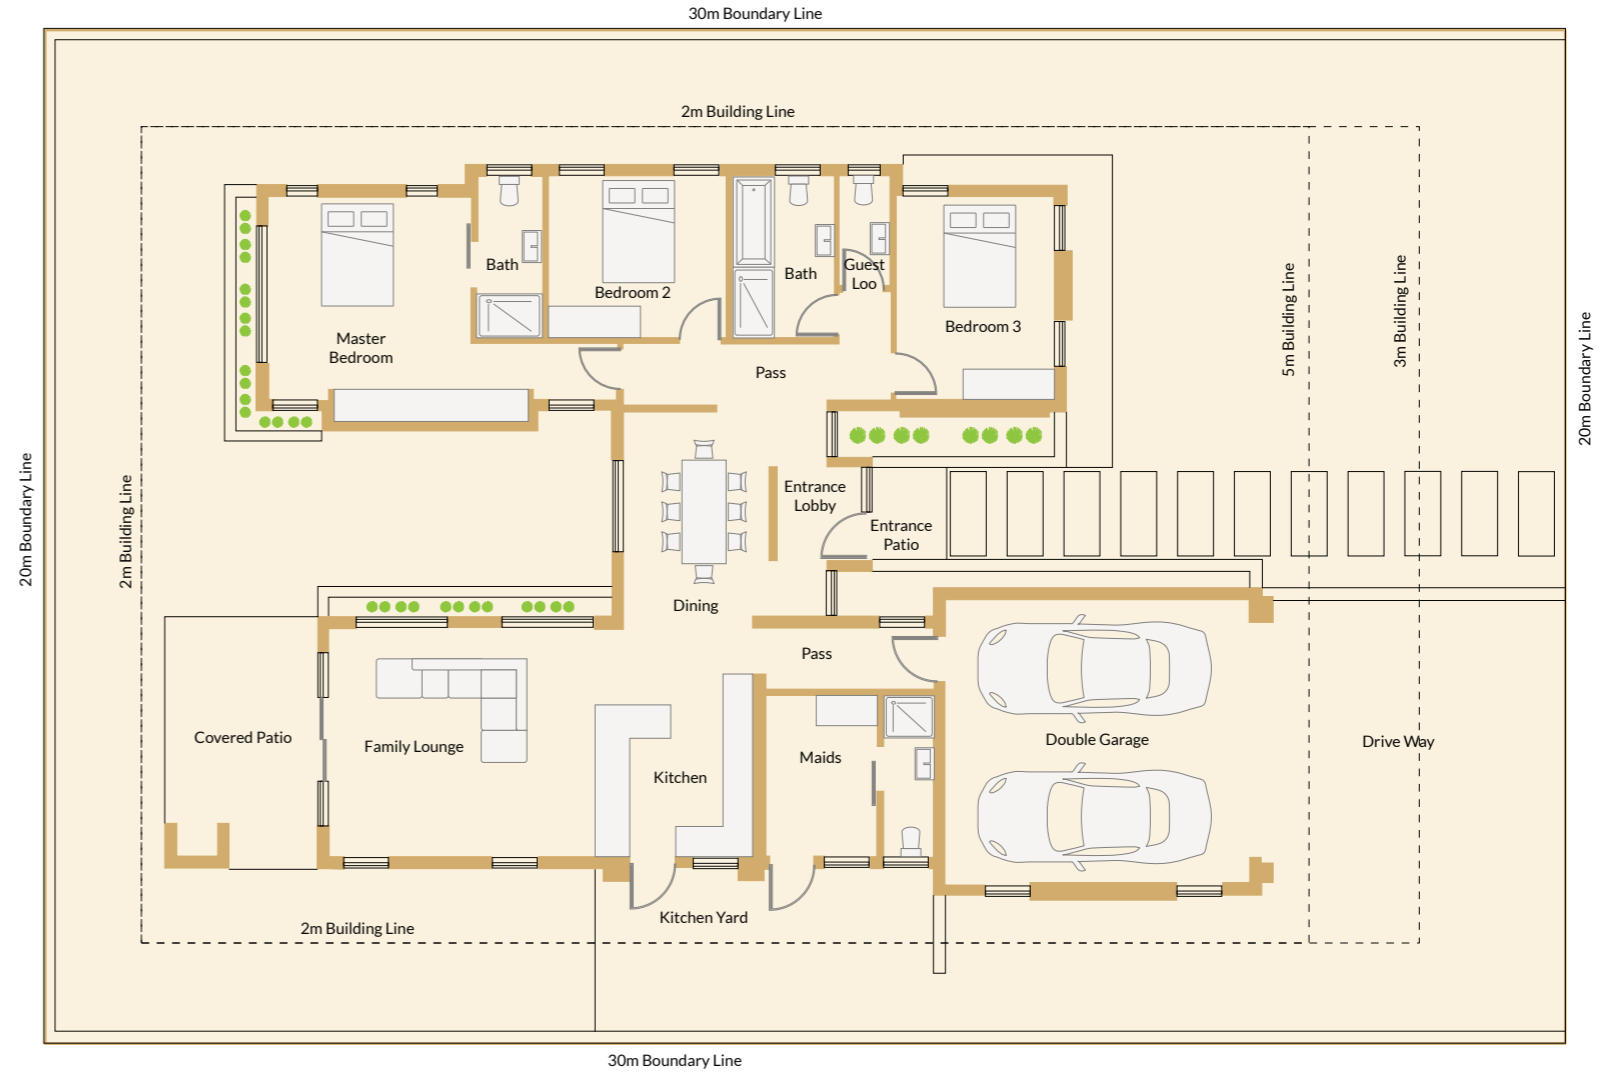 30m Boundary Line
2m Building Line
5m Building Line
3m Building Line
20m Boundary Line
20m Boundary Line
2m Building Line
Bath
Bedroom 2
Bath
Guest
Loo
Bedroom 3
Master
Bedroom
Pass
Entrance
Lobby
Entrance
Patio
Dining
Pass
Covered Patio
Family Lounge
Kitchen
Maids
Double Garage
Drive Way
Kitchen Yard
2m Building Line
30m Boundary Line